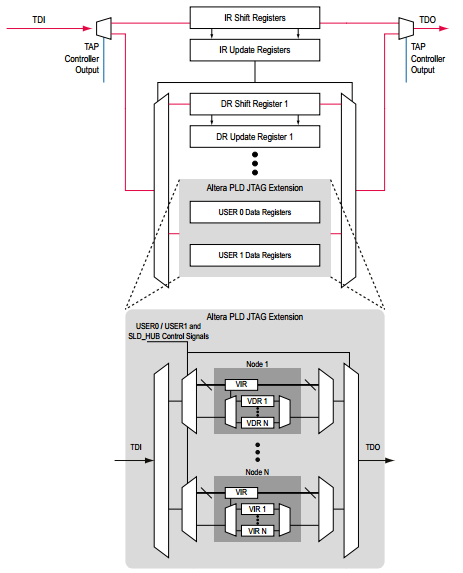 TDI
IR Shift Registers
TDO
TAP
Controller
Output
IR Update Registers
TAP
Controller
Output
DR Shift Register 1
DR Update Register 1
Altera PLD JTAG Extension
USER 0 Data Registers
USER 1 Data Registers
Altera PLD JTAG Extension
USER0 / USER1 and
SLD_HUB Control Signals
Node 1
VIR
VDR 1
VDR N
TDI
TDO
Node N
VIR
VIR 1
VIR N